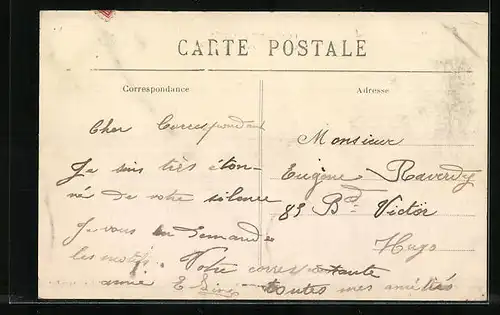 CARTE POSTALE
Correspondance
Cher Correspondant
Je suis très éton-
né de votre silence
Je vous en demande
les motifs. Votre correspondante
amie toutes mes amitiés
Adresse
Monsieur
Eugène Raverdy
83 Bd Victor
Hugo